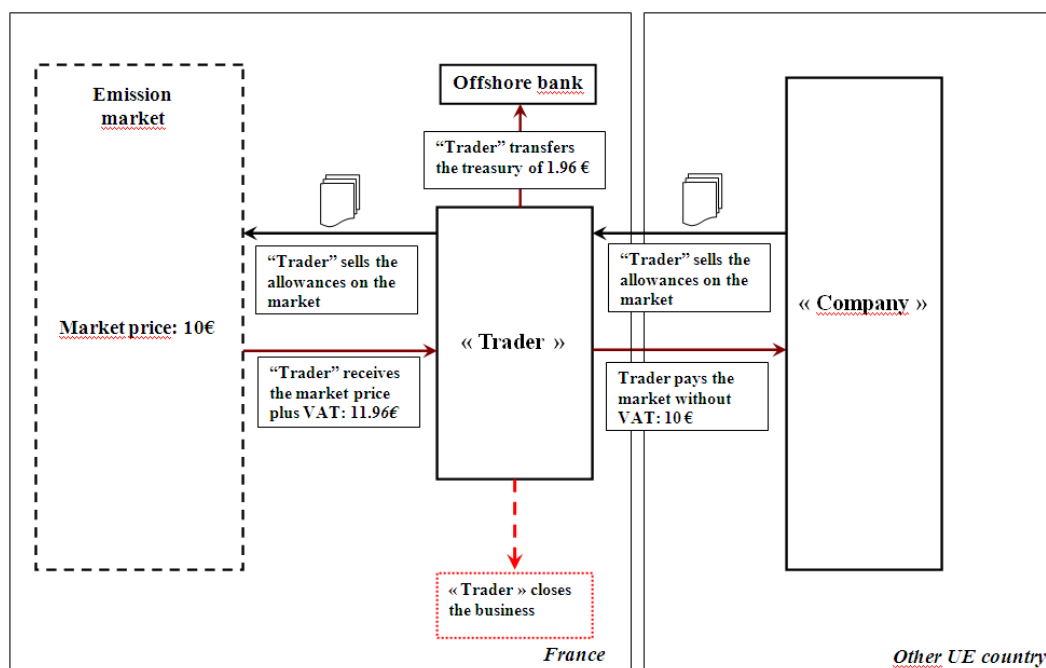 Emission
market
Market price: 10€
Offshore bank
“Trader” transfers
the treasury of 1.96 €
“Trader” sells the
allowances on the
market
“Trader” receives
the market price
plus VAT: 11.96€
« Trader »
“Trader” sells the
allowances on the
market
Trader pays the
market without
VAT: 10 €
« Company »
« Trader » closes
the business
France
Other UE country